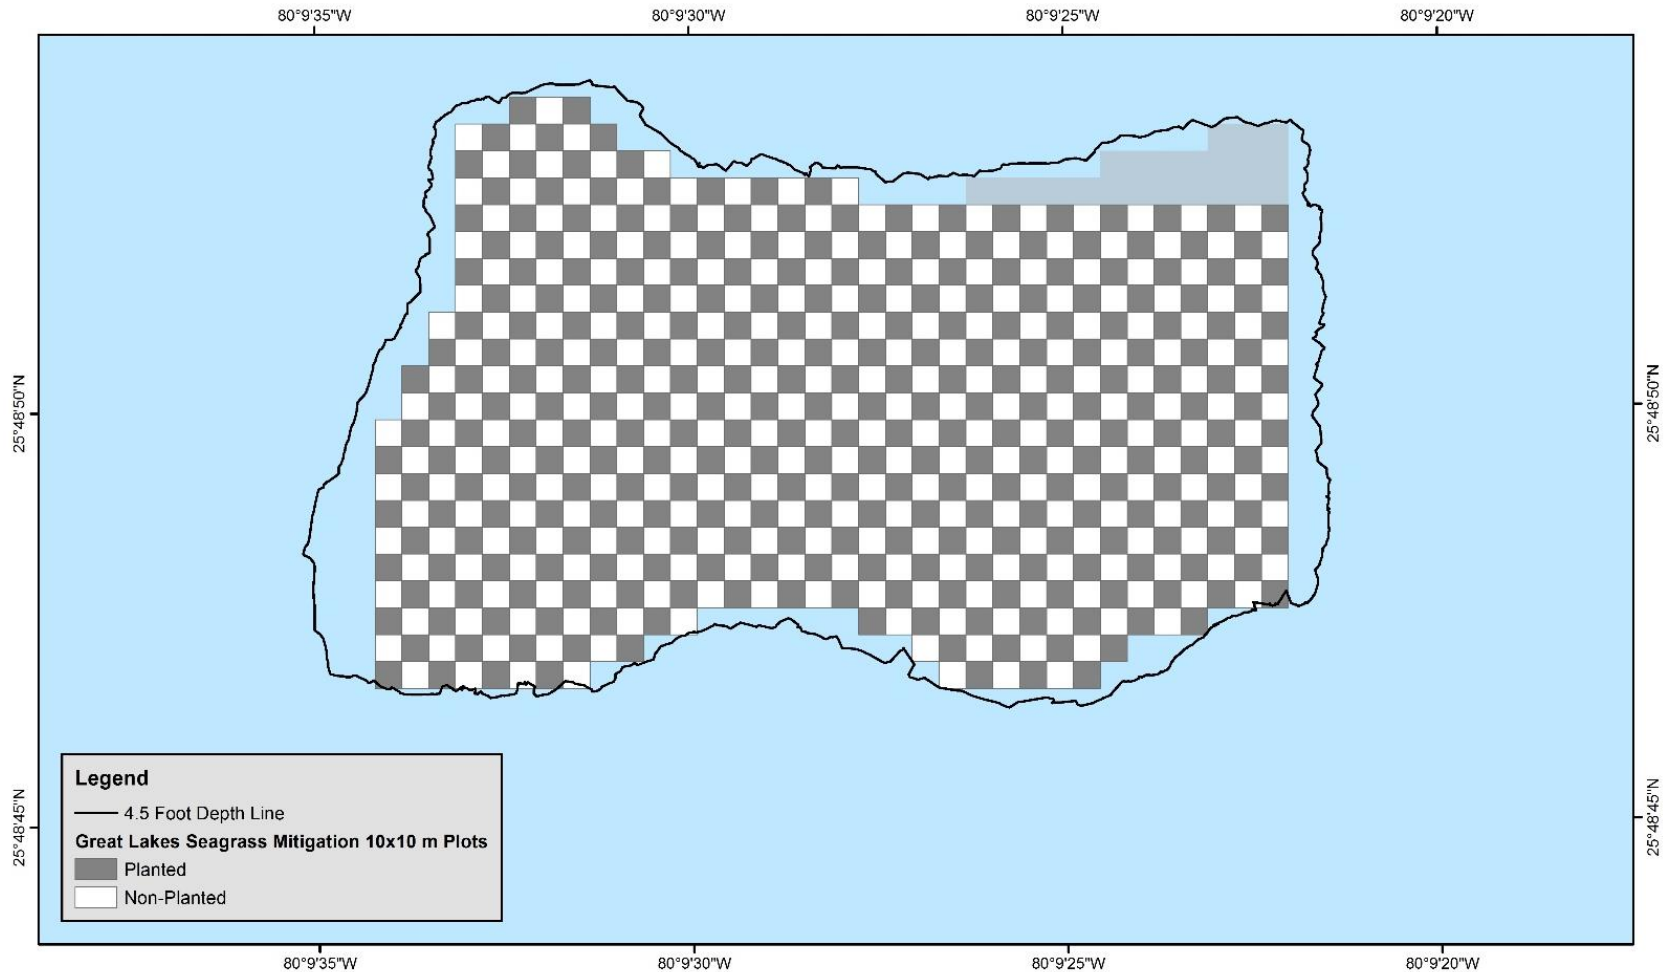 80°9'35"W 80°9'30"W 80°9'25"W 80°9'20"W
25°48'50"N 25°48'50"N
25°48'45"N 25°48'45"N
Legend
4.5 Foot Depth Line
Great Lakes Seagrass Mitigation 10x10 m Plots
Planted
Non-Planted
80°9'35"W 80°9'30"W 80°9'25"W 80°9'20"W